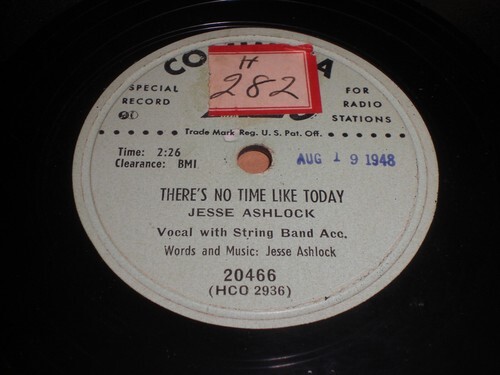 H
282
SPECIAL
RECORD
FOR
RADIO
STATIONS
Trade Mark Reg. U. S. Pat. Off.
Time: 2:26
Clearance: BMI
AUG 19 1948
THERE'S NO TIME LIKE TODAY
JESSE ASHLOCK
Vocal with String Band Acc.
Words and Music: Jesse Ashlock
20466
(HCO 2936)